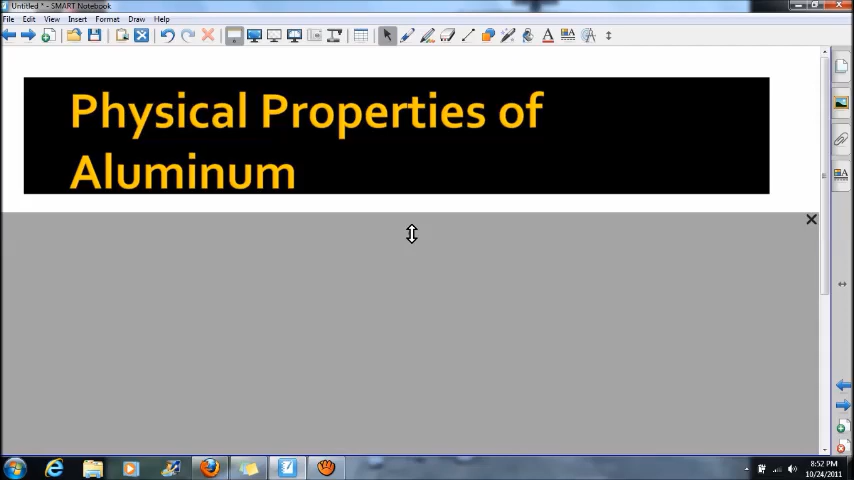 Untitled * - SMART Notebook
File Edit View Insert Format Draw Help
Physical Properties of
Aluminum
8:52 PM
10/24/2011